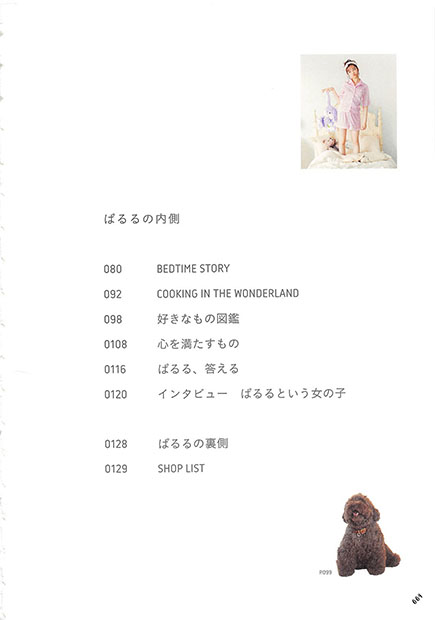 ぱるるの内側
080 BEDTIME STORY
092 COOKING IN THE WONDERLAND
098 好きなもの図鑑
0108 心を満たすもの
0116 ぱるる、答える
0120 インタビュー　ぱるるという女の子
0128 ぱるるの裏側
0129 SHOP LIST
P099